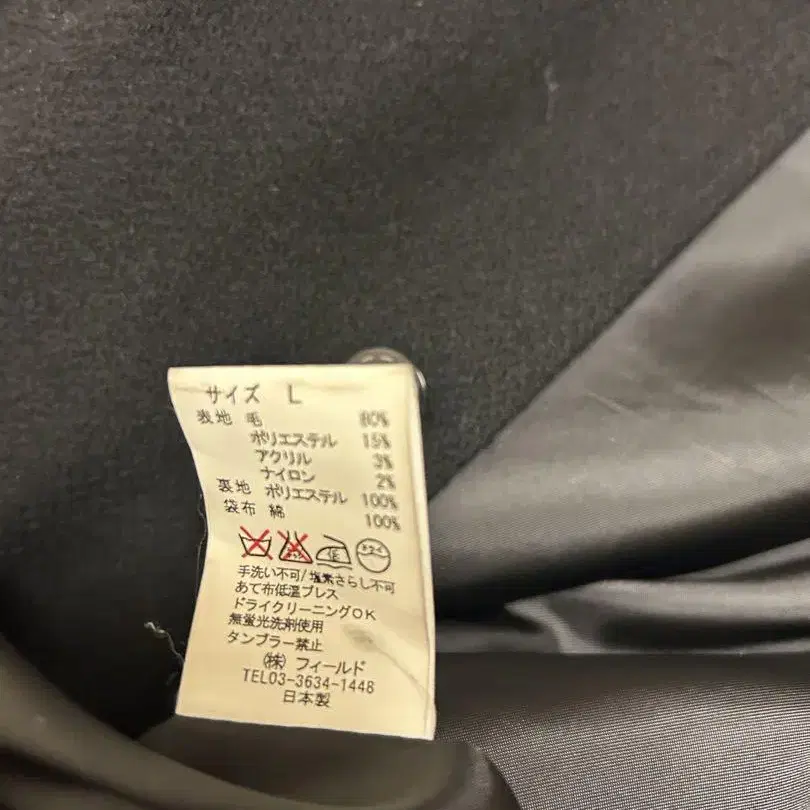 サイズ L
表地 毛 80%
ポリエステル 15%
アクリル 3%
ナイロン 2%
裏地 ポリエステル 100%
袋布 綿 100%
手洗い不可/塩素さらし不可
あて布低温プレス
ドライクリーニングOK
無蛍光洗剤使用
タンブラー禁止
㈱ フィールド
TEL03-3634-1448
日本製